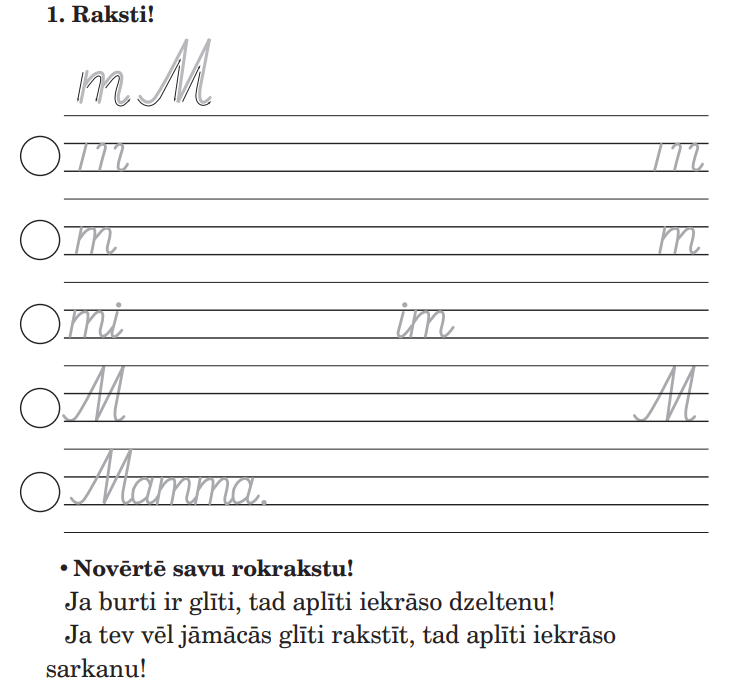 1. Raksti!
m M
m m
m m
mi im
M M
Mamma.
• Novērtē savu rokrakstu!
Ja burti ir glīti, tad aplīti iekrāso dzeltenu!
Ja tev vēl jāmācās glīti rakstīt, tad aplīti iekrāso
sarkanu!